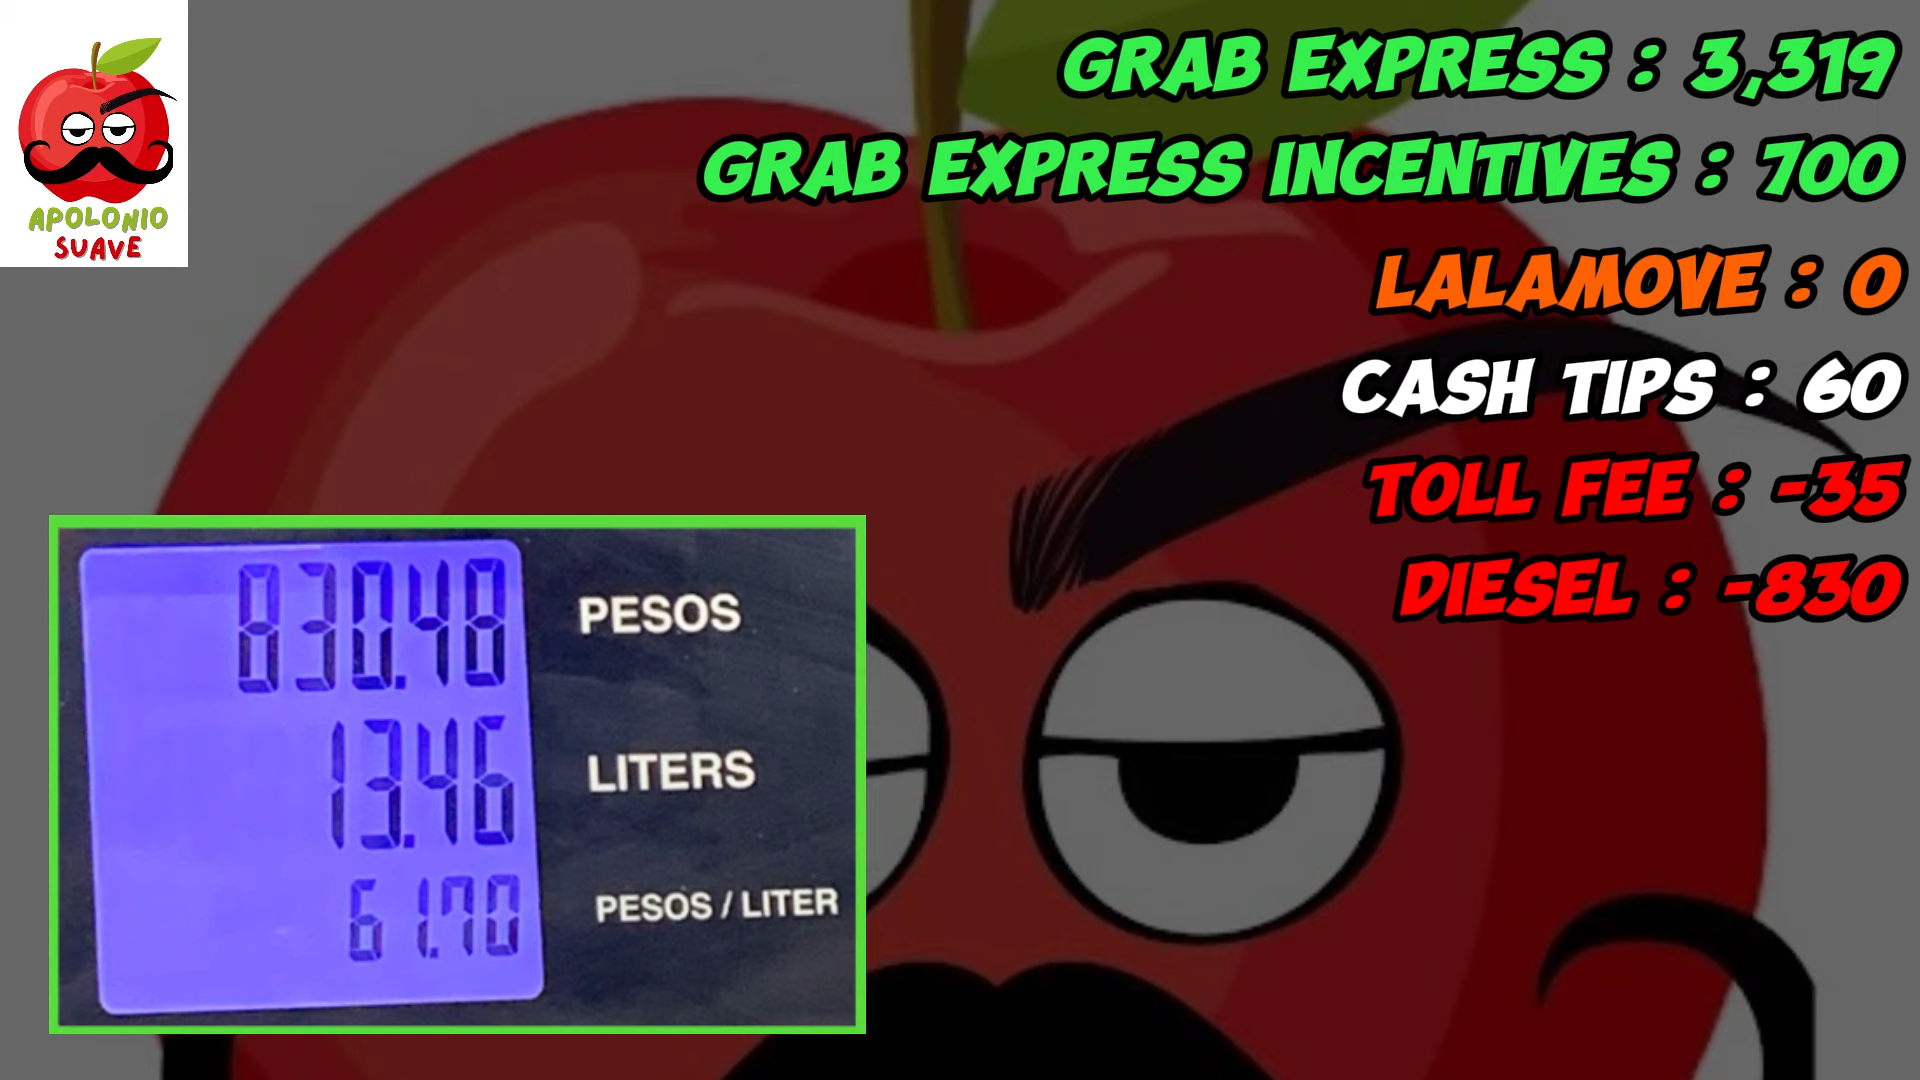 APOLONIO
SUAVE
GRAB EXPRESS : 3,319
GRAB EXPRESS INCENTIVES : 700
LALAMOVE : 0
CASH TIPS : 60
TOLL FEE : -35
DIESEL : -830
830.48 PESOS
13.46 LITERS
61.70 PESOS / LITER